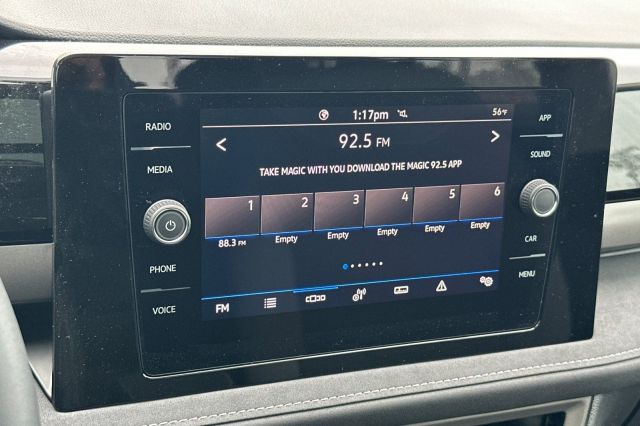 RADIO
MEDIA
PHONE
VOICE
1:17pm 56°F
< 92.5 FM >
TAKE MAGIC WITH YOU DOWNLOAD THE MAGIC 92.5 APP
1 2 3 4 5 6
88.3 FM Empty Empty Empty Empty Empty
FM
APP
SOUND
CAR
MENU